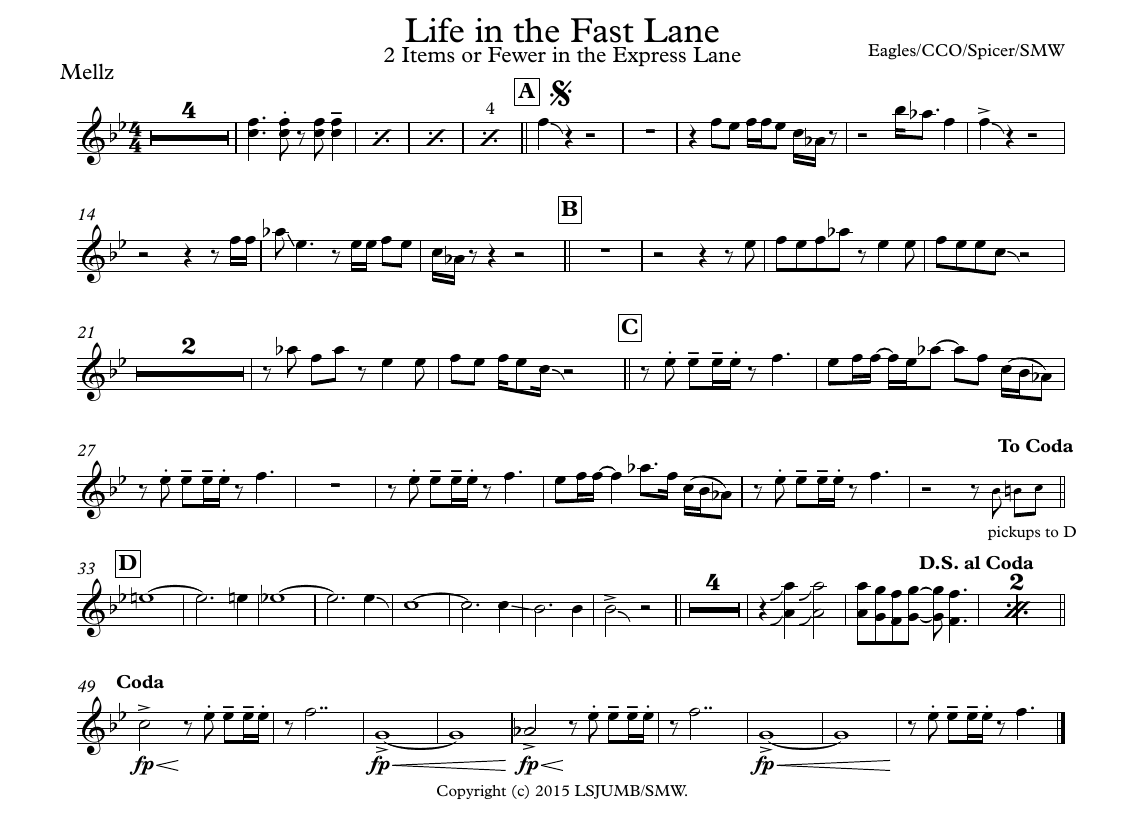 Life in the Fast Lane
2 Items or Fewer in the Express Lane
Eagles/CCO/Spicer/SMW
Mellz
A
4
4
4
4
14
B
21
2
C
27
To Coda
pickups to D
33
D
D.S. al Coda
4
2
49
Coda
fp
fp
fp
fp
Copyright (c) 2015 LSJUMB/SMW.